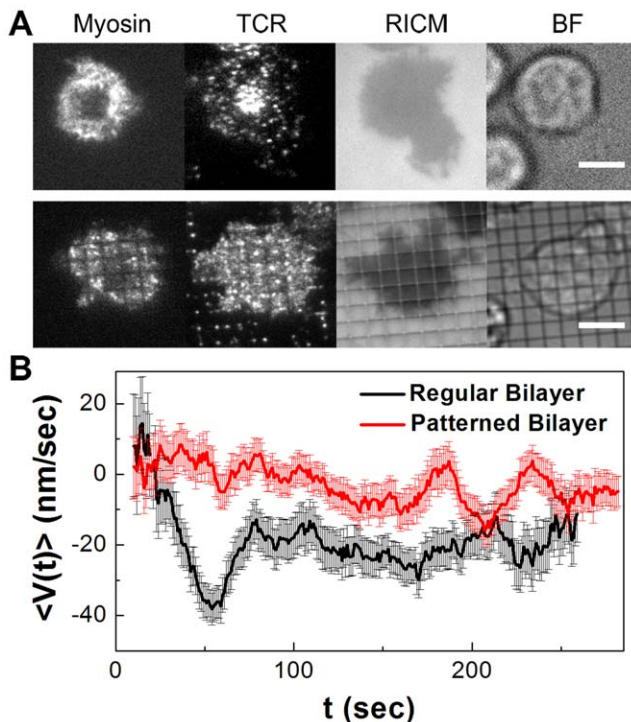 A
Myosin TCR RICM BF
B
Regular Bilayer
Patterned Bilayer
20
0
-20
-40
<V(t)> (nm/sec)
0 100 200
t (sec)